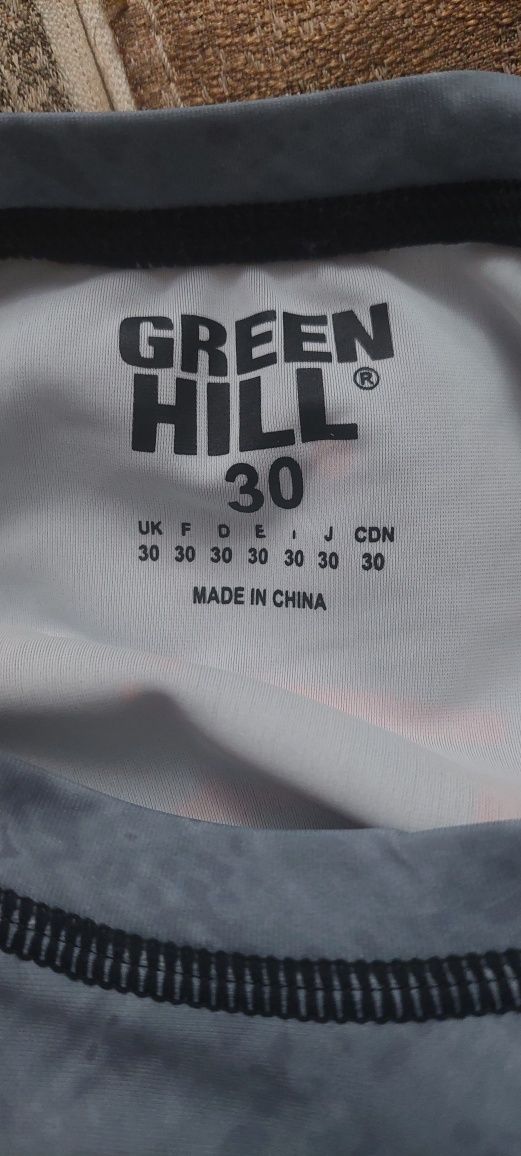 GREEN
HILL®
30
UK F D E I J CDN
30 30 30 30 30 30 30
MADE IN CHINA